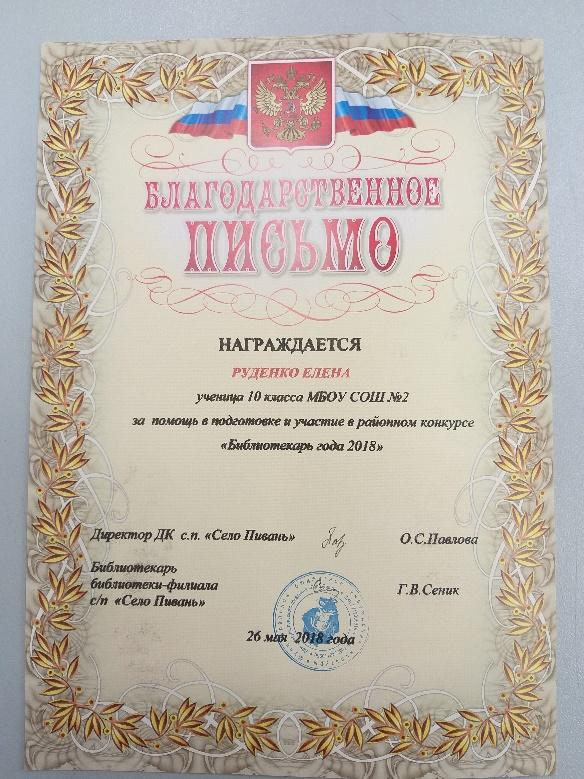 БЛАГОДАРСТВЕННОЕ
ПИСЬМО
НАГРАЖДАЕТСЯ
РУДЕНКО ЕЛЕНА
ученица 10 класса МБОУ СОШ №2
за помощь в подготовке и участие в районном конкурсе
«Библиотекарь года 2018»
Директор ДК с.п. «Село Пивань» О.С.Павлова
Библиотекарь
библиотеки-филиала
с/п «Село Пивань» Г.В.Сеник
26 мая 2018 года